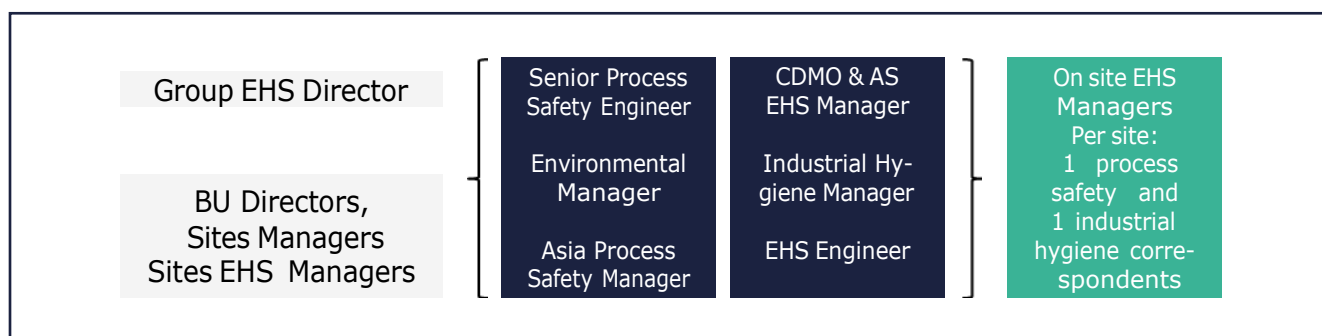 Group EHS Director
BU Directors,
Sites Managers
Sites EHS Managers
Senior Process
Safety Engineer
Environmental
Manager
Asia Process
Safety Manager
CDMO & AS
EHS Manager
Industrial Hy-
giene Manager
EHS Engineer
On site EHS
Managers
Per site:
1 process
safety and
1 industrial
hygiene corre-
spondents